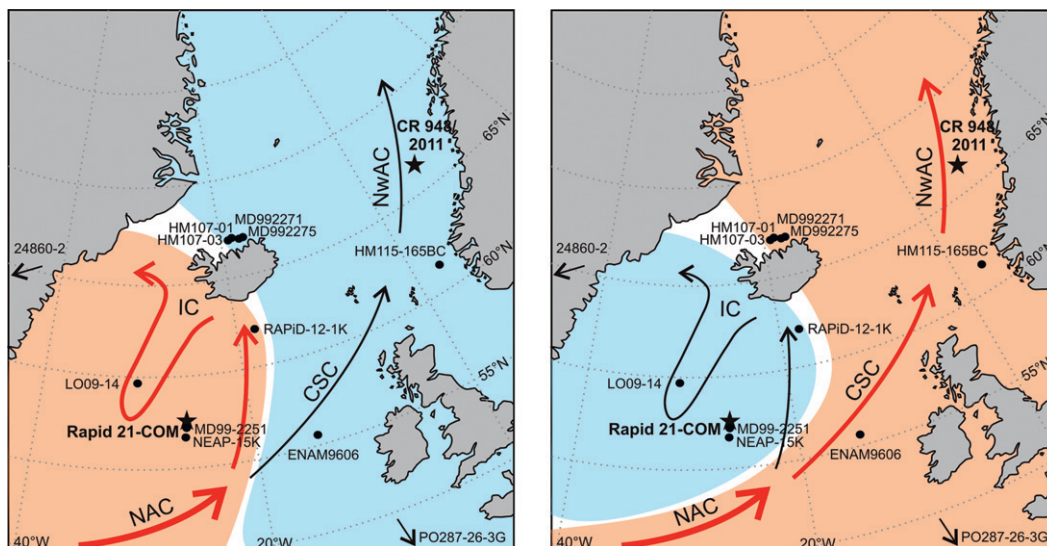 CR 948/
2011
65°N
NwAC
MD992271
HM107-01
MD992275
HM107-03
24860-2
HM115-165BC
60°N
IC
RAPiD-12-1K
CSC
55°N
LO09-14
Rapid 21-COM
MD99-2251
NEAP-15K
ENAM9606
NAC
40°W
20°W
PO287-26-3G
CR 948/
2011
65°N
NwAC
MD992271
HM107-01
MD992275
HM107-03
24860-2
HM115-165BC
60°N
IC
RAPiD-12-1K
CSC
55°N
LO09-14
Rapid 21-COM
MD99-2251
NEAP-15K
ENAM9606
NAC
40°W
20°W
PO287-26-3G